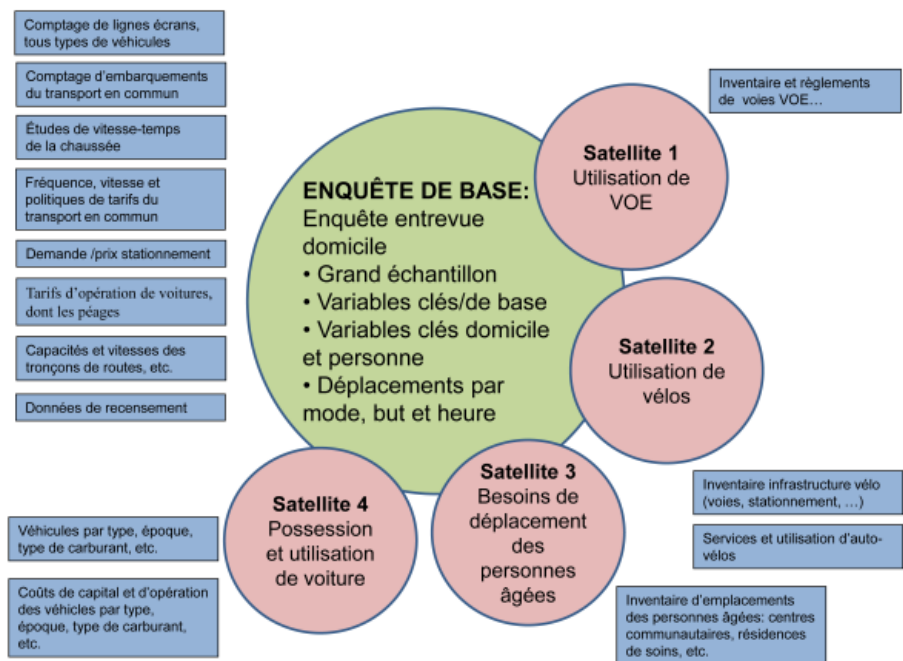 Comptage de lignes écrans,
tous types de véhicules
Comptage d'embarquements
du transport en commun
Études de vitesse-temps
de la chaussée
Fréquence, vitesse et
politiques de tarifs du
transport en commun
Demande /prix stationnement
Tarifs d'opération de voitures,
dont les péages
Capacités et vitesses des
tronçons de routes, etc.
Données de recensement
ENQUÊTE DE BASE:
Enquête entrevue
domicile
• Grand échantillon
• Variables clés/de base
• Variables clés domicile
et personne
• Déplacements par
mode, but et heure
Satellite 1
Utilisation de
VOE
Inventaire et règlements
de voies VOE…
Satellite 2
Utilisation de
vélos
Inventaire infrastructure vélo
(voies, stationnement, …)
Services et utilisation d'auto-
vélos
Satellite 3
Besoins de
déplacement
des
personnes
âgées
Inventaire d'emplacements
des personnes âgées: centres
communautaires, résidences
de soins, etc.
Satellite 4
Possession
et utilisation
de voiture
Véhicules par type, époque,
type de carburant, etc.
Coûts de capital et d'opération
des véhicules par type,
époque, type de carburant,
etc.